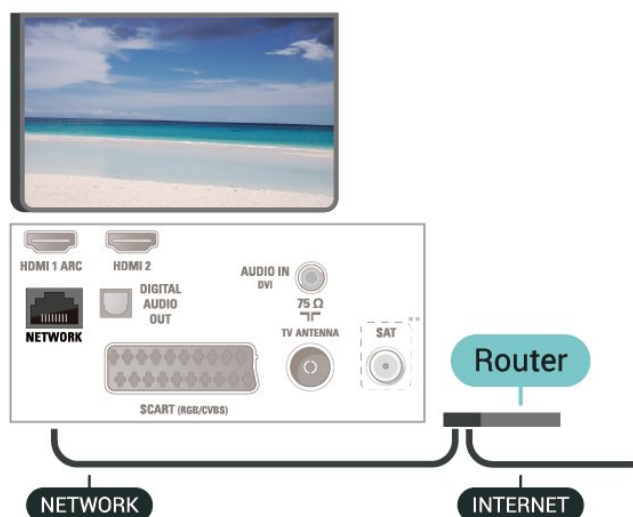 HDMI 1 ARC
HDMI 2
AUDIO IN
DVI
DIGITAL
AUDIO
OUT
75 Ω
NETWORK
TV ANTENNA
SAT
SCART (RGB/CVBS)
Router
NETWORK
INTERNET